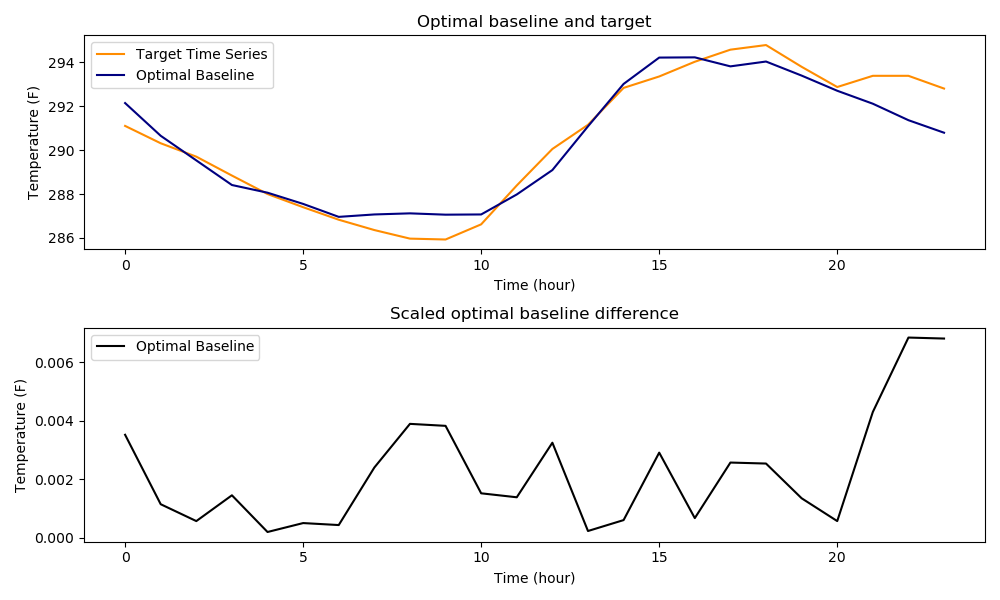 Optimal baseline and target
Target Time Series
Optimal Baseline
Temperature (F)
294
292
290
288
286
0 5 10 15 20
Time (hour)
Scaled optimal baseline difference
Optimal Baseline
Temperature (F)
0.006
0.004
0.002
0.000
0 5 10 15 20
Time (hour)